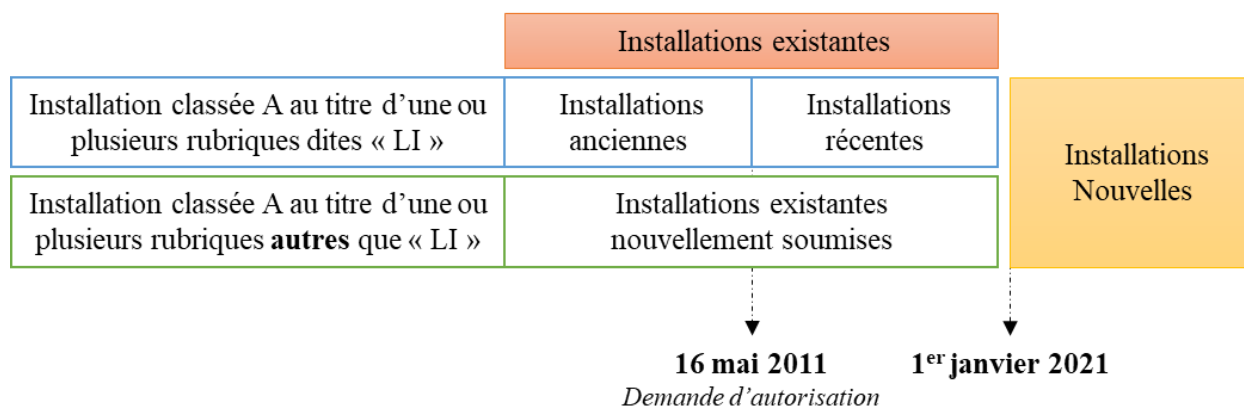 Installations existantes
Installation classée A au titre d’une ou
plusieurs rubriques dites « LI »
Installations
anciennes
Installations
récentes
Installations
Nouvelles
Installation classée A au titre d’une ou
plusieurs rubriques autres que « LI »
Installations existantes
nouvellement soumises
16 mai 2011
Demande d’autorisation
1er janvier 2021